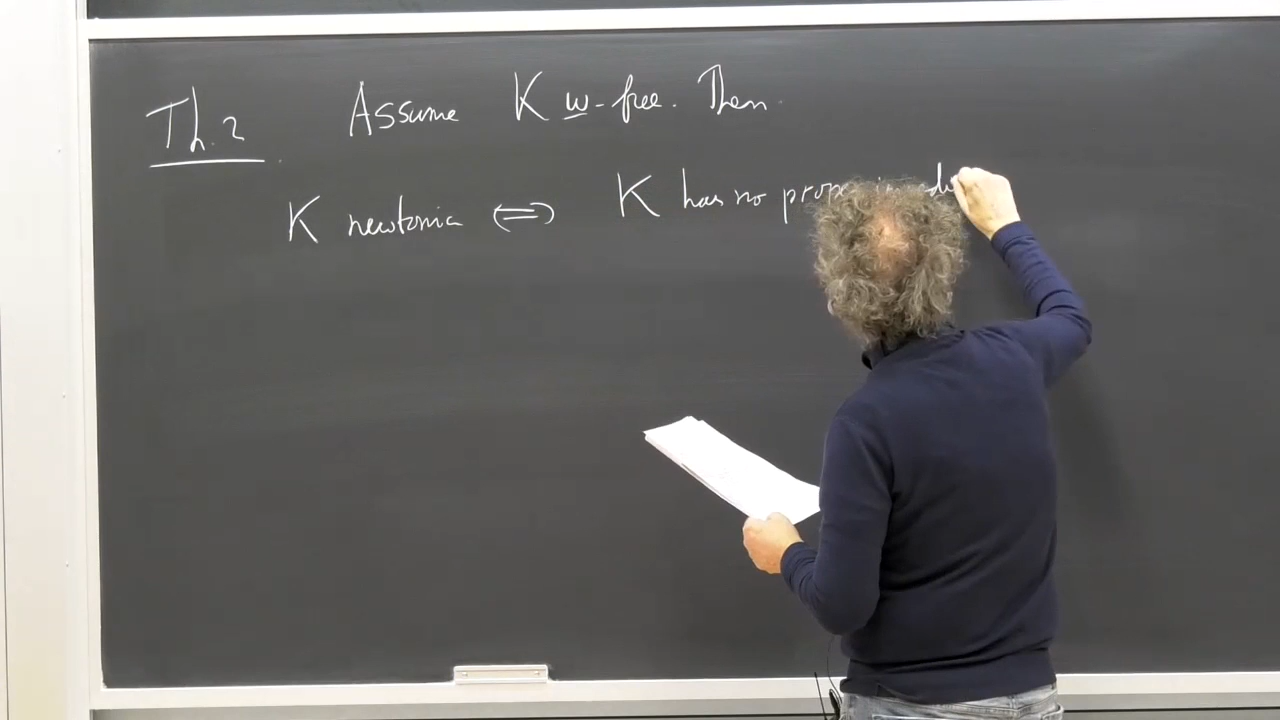 Th. 2 Assume K w-free. Then
K newtonian ⇔ K has no prop